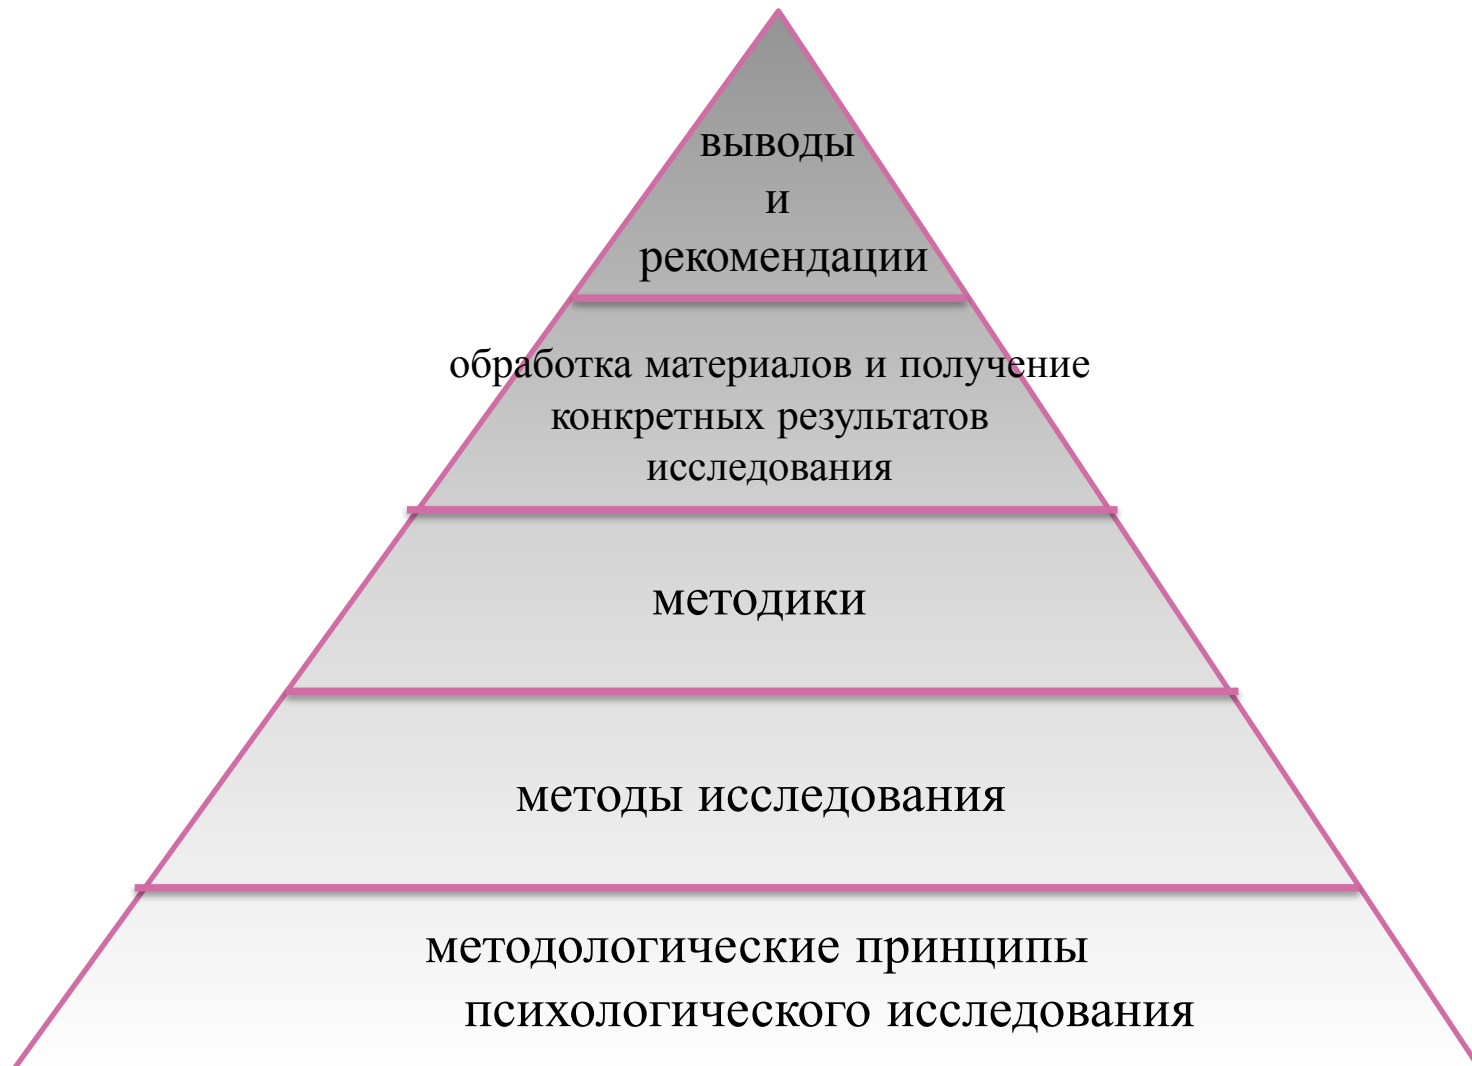 выводы
и
рекомендации
обработка материалов и получение
конкретных результатов
исследования
методики
методы исследования
методологические принципы
психологического исследования